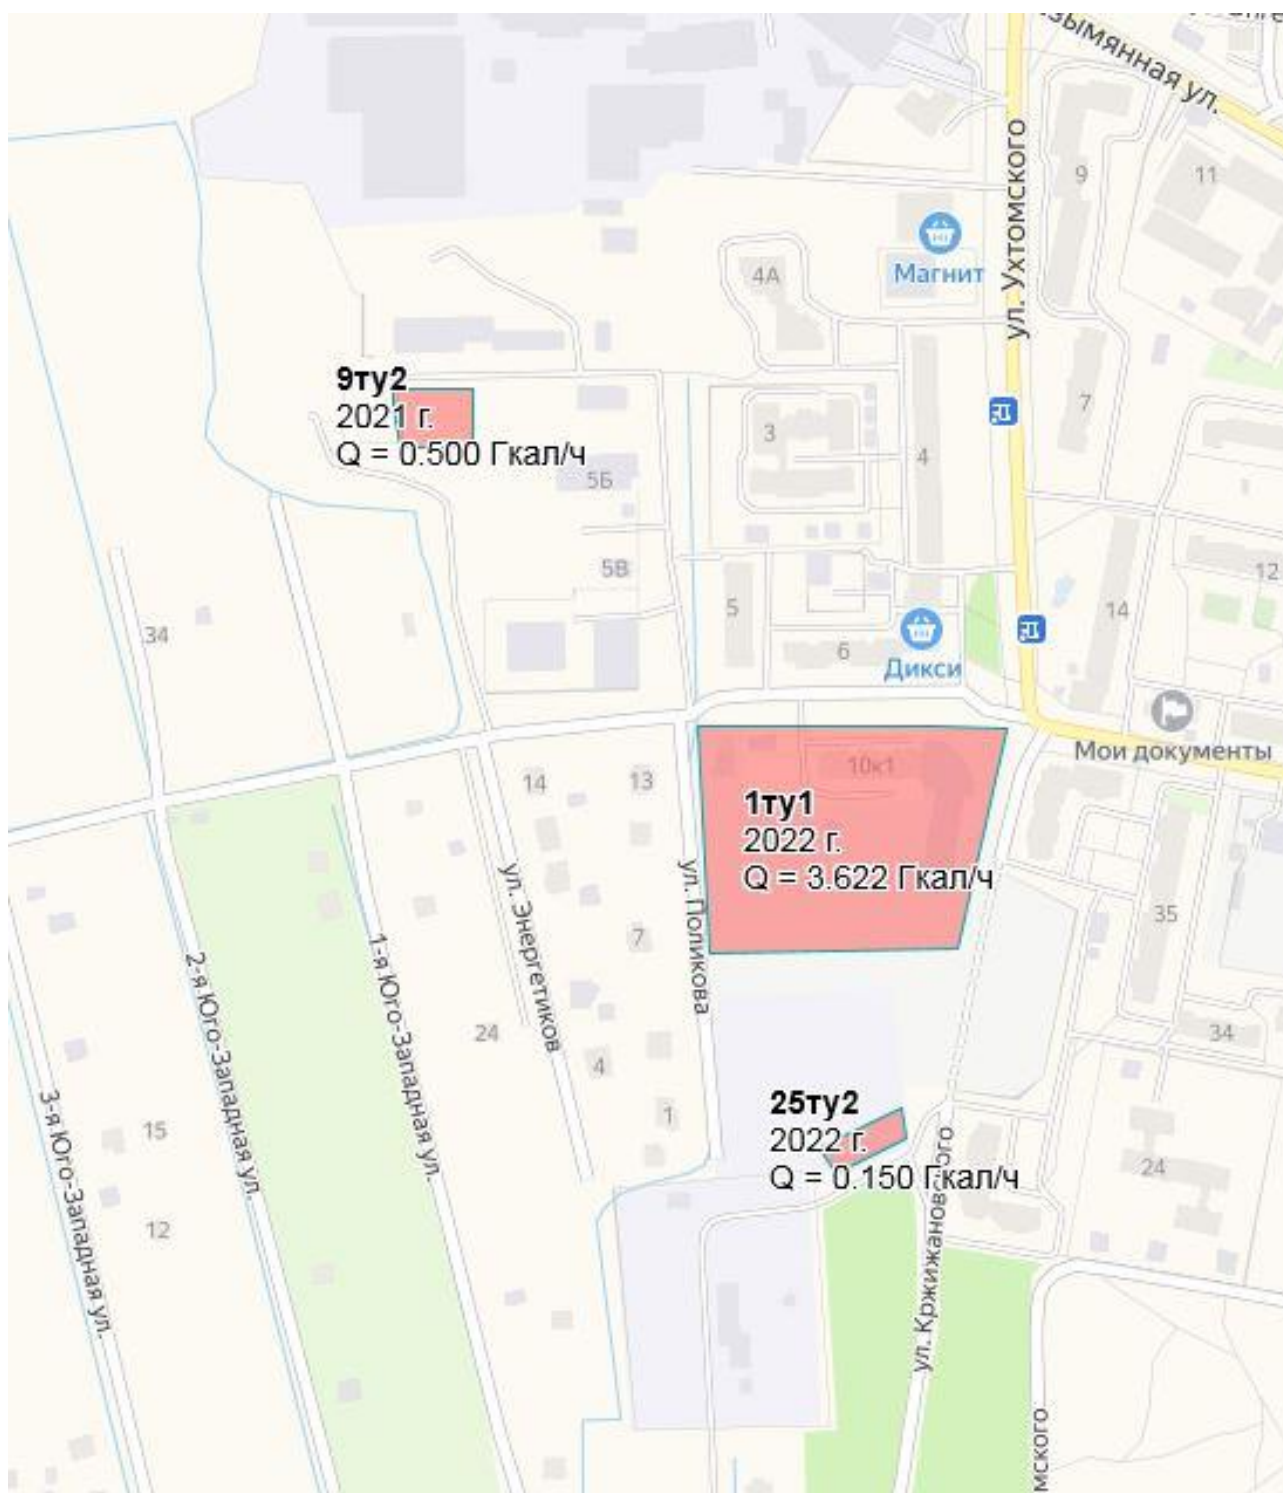 зымянная ул.
ул. Ухтомского
9
11
Магнит
4А
7
9ту2
2021 г.
Q = 0.500 Гкал/ч
3
4
5Б
5В
12
5
14
34
6
Дикси
Мои документы
10к1
14
13
1ту1
2022 г.
Q = 3.622 Гкал/ч
ул. Поликова
ул. Энергетиков
35
7
1-я Юго-Западная ул.
2-я Юго-Западная ул.
24
34
4
3-я Юго-Западная ул.
25ту2
2022 г.
Q = 0.150 Гкал/ч
1
15
24
12
ул. Кржижановского
мского